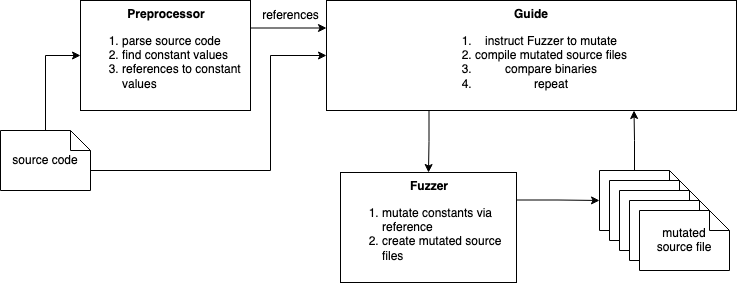 Preprocessor
1. parse source code
2. find constant values
3. references to constant
values
references
Guide
1. instruct Fuzzer to mutate
2. compile mutated source files
3. compare binaries
4. repeat
source code
Fuzzer
1. mutate constants via
reference
2. create mutated source
files
mutated
source file